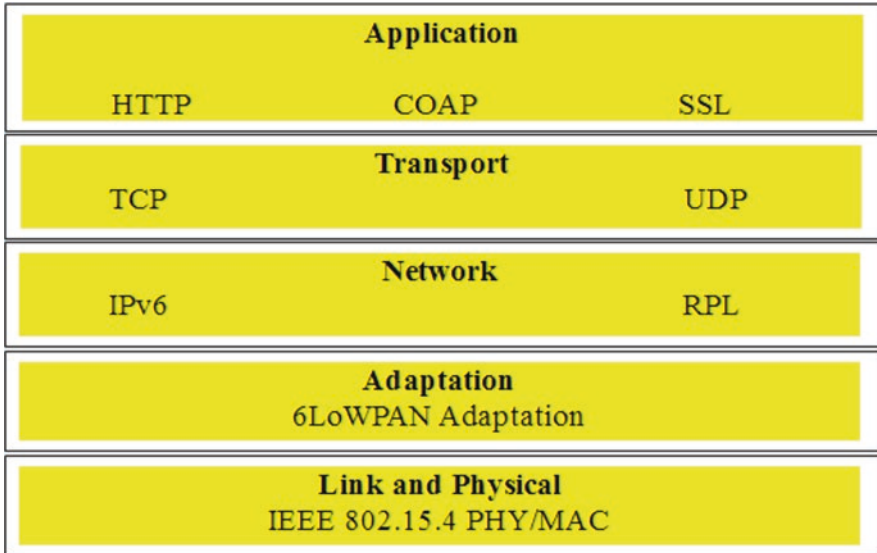 Application
HTTP COAP SSL
Transport
TCP UDP
Network
IPv6 RPL
Adaptation
6LoWPAN Adaptation
Link and Physical
IEEE 802.15.4 PHY/MAC